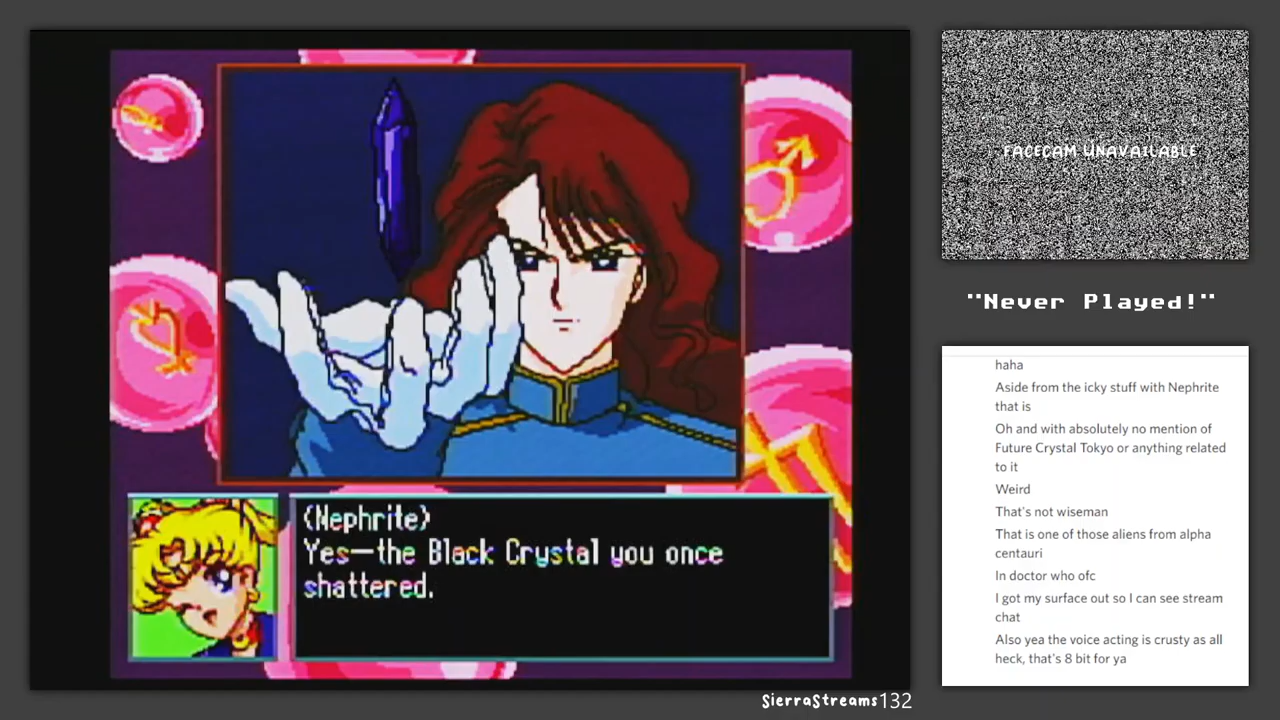 FACECAM UNAVAILABLE
"Never Played!"
haha
Aside from the icky stuff with Nephrite
that is
Oh and with absolutely no mention of
Future Crystal Tokyo or anything related
to it
Weird
That's not wiseman
That is one of those aliens from alpha
centauri
In doctor who ofc
I got my surface out so I can see stream
chat
Also yea the voice acting is crusty as all
heck, that's 8 bit for ya
(Nephrite)
Yes—the Black Crystal you once
shattered.
SierraStreams132